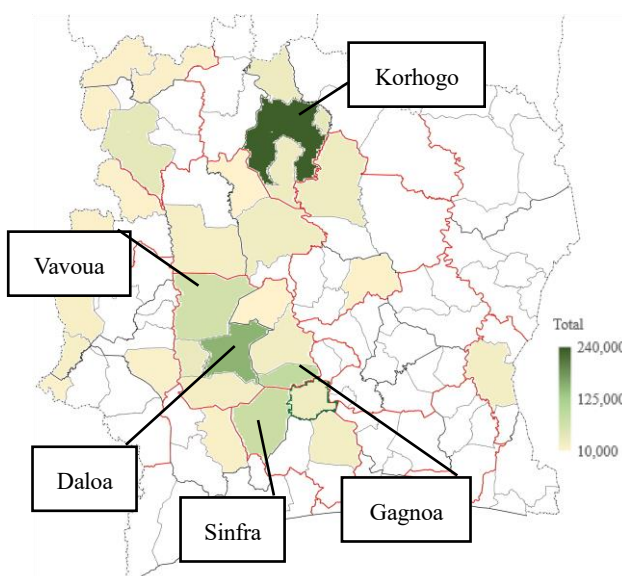 Korhogo
Vavoua
Total
240,000
125,000
10,000
Daloa
Sinfra
Gagnoa